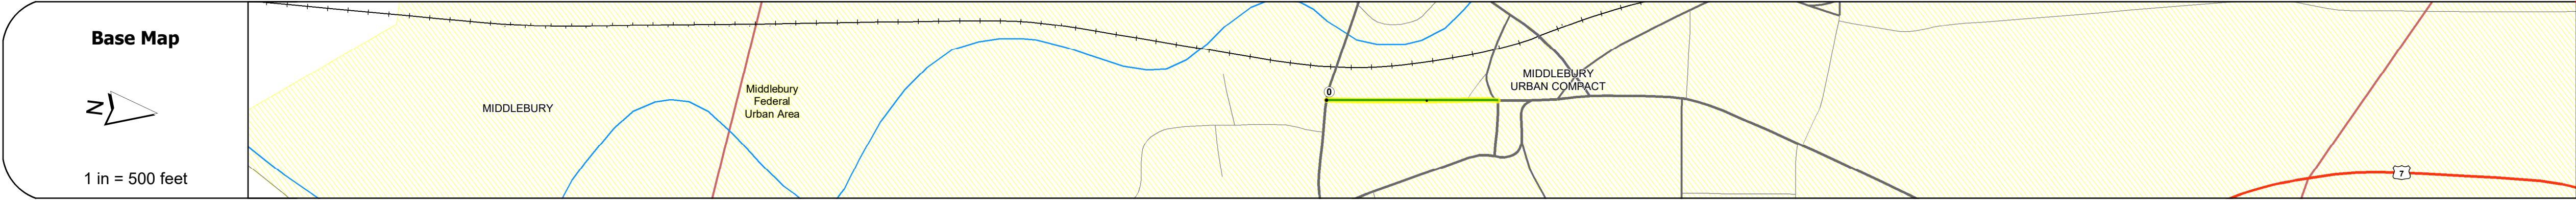 Base Map
N
1 in = 500 feet
MIDDLEBURY
Middlebury
Federal
Urban Area
0
MIDDLEBURY
URBAN COMPACT
7